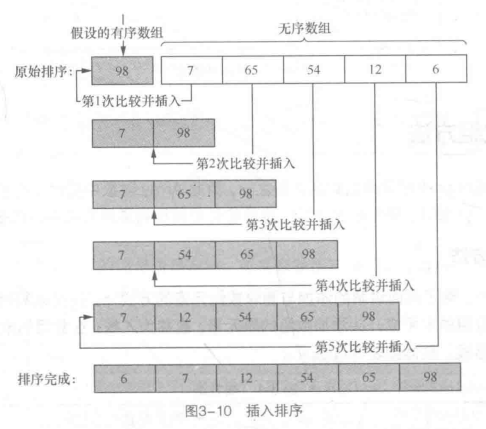 假设的有序数组 无序数组
原始排序： 98 7 65 54 12 6
第1次比较并插入
7 98
第2次比较并插入
7 65 98
第3次比较并插入
7 54 65 98
第4次比较并插入
7 12 54 65 98
第5次比较并插入
排序完成： 6 7 12 54 65 98
图3-10 插入排序